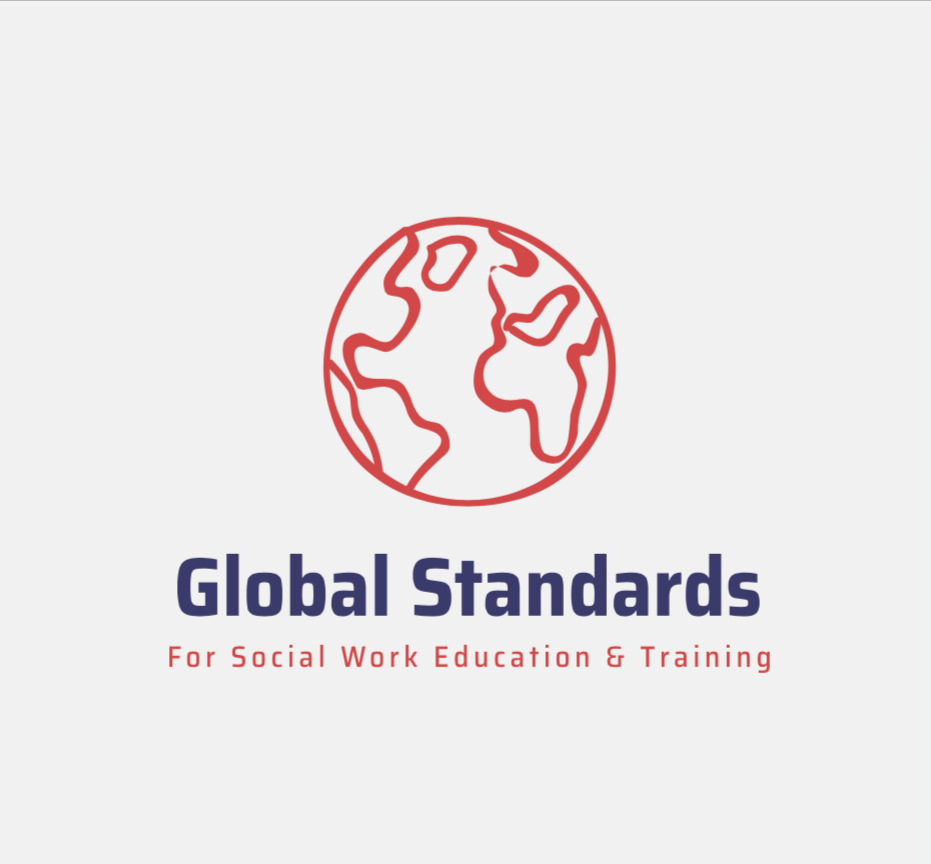 Global Standards
For Social Work Education & Training